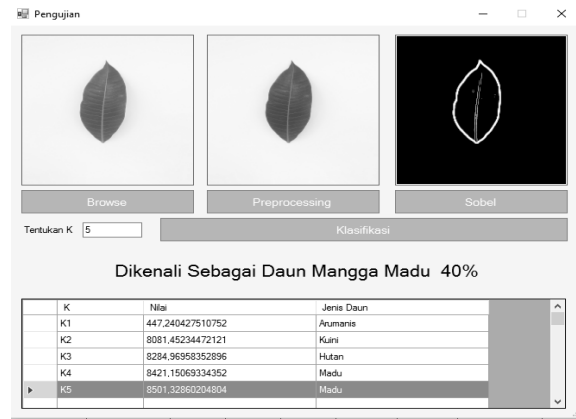 Pengujian
Browse Preprocessing Sobel
Tentukan K 5 Klasifikasi
Dikenali Sebagai Daun Mangga Madu 40%
K Nilai Jenis Daun
K1 447,240427510752 Arumanis
K2 8081,45234472121 Kuini
K3 8284,96958352896 Hutan
K4 8421,15069334352 Madu
K5 8501,32860204804 Madu